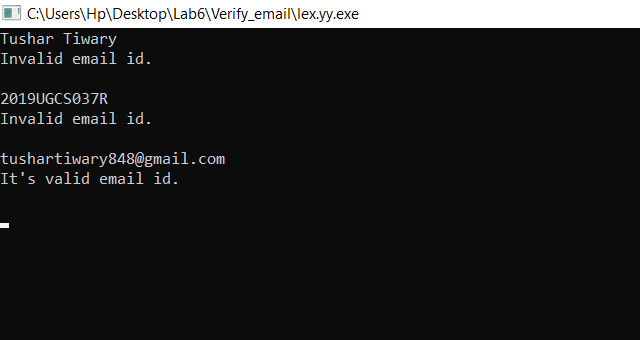 C:\Users\Hp\Desktop\Lab6\Verify_email\lex.yy.exe
Tushar Tiwary
Invalid email id.
2019UGCS037R
Invalid email id.
tushartiwary848@gmail.com
It's valid email id.